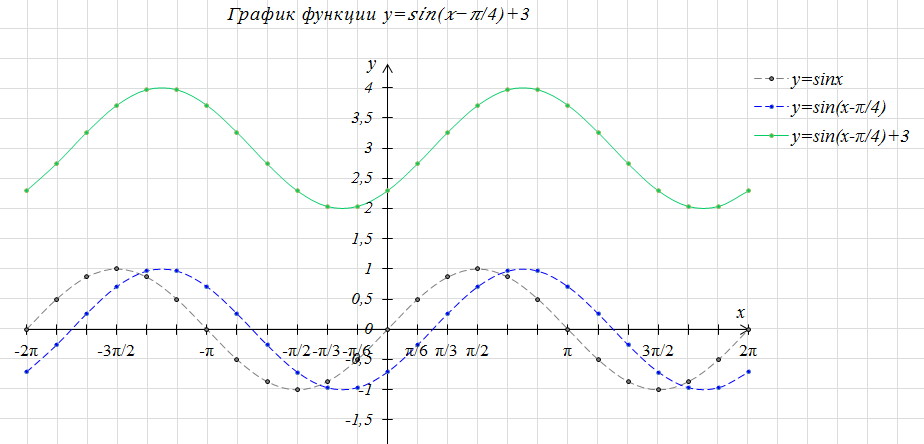 График функции y=sin(x−π/4)+3
y
4
3,5
3
2,5
2
1,5
1
0,5
0
-0,5
-1
-1,5
y=sinx
y=sin(x-π/4)
y=sin(x-π/4)+3
x
-2π -3π/2 -π -π/2 -π/3 -π/6 π/6 π/3 π/2 π 3π/2 2π